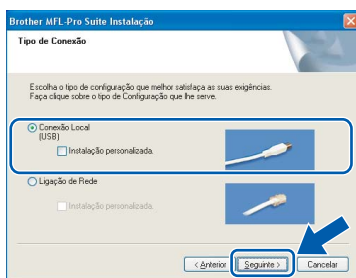 Brother MFL-Pro Suite Instalação
Tipo de Conexão
Escolha o tipo de configuração que melhor satisfaça as suas exigências.
Faça clique sobre o tipo de Configuração que lhe serve.
Conexão Local
(USB)
Instalação personalizada.
Ligação de Rede
Instalação personalizada.
< Anterior
Seguinte >
Cancelar